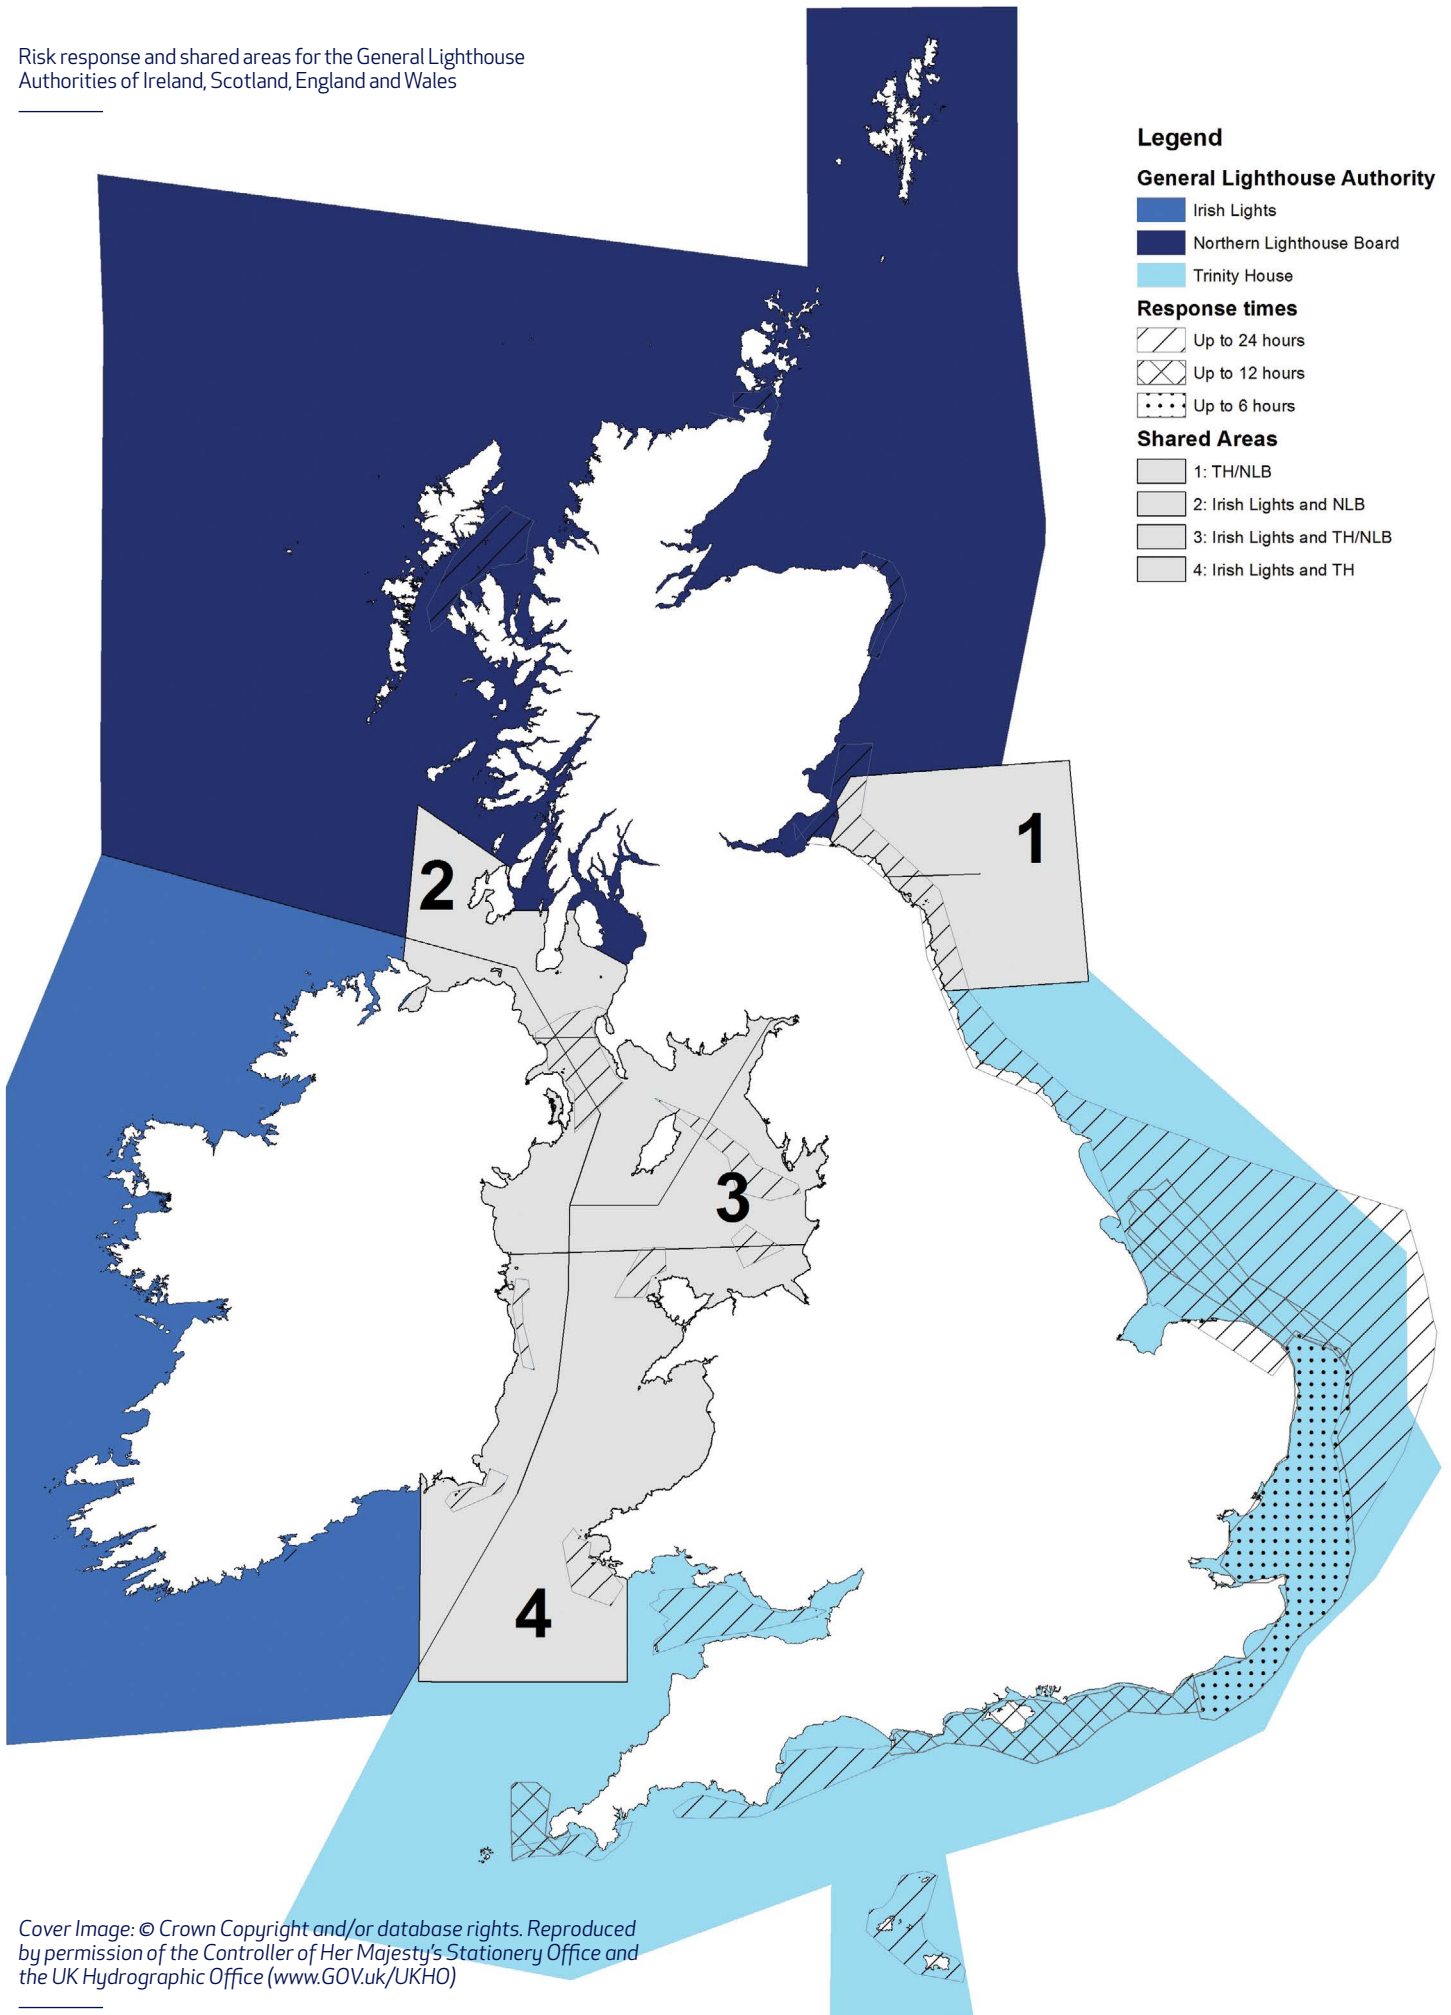 Risk response and shared areas for the General Lighthouse
Authorities of Ireland, Scotland, England and Wales
Legend
General Lighthouse Authority
Irish Lights
Northern Lighthouse Board
Trinity House
Response times
Up to 24 hours
Up to 12 hours
Up to 6 hours
Shared Areas
1: TH/NLB
2: Irish Lights and NLB
3: Irish Lights and TH/NLB
4: Irish Lights and TH
1
2
3
4
Cover Image: © Crown Copyright and/or database rights. Reproduced
by permission of the Controller of Her Majesty's Stationery Office and
the UK Hydrographic Office (www.GOV.uk/UKHO)